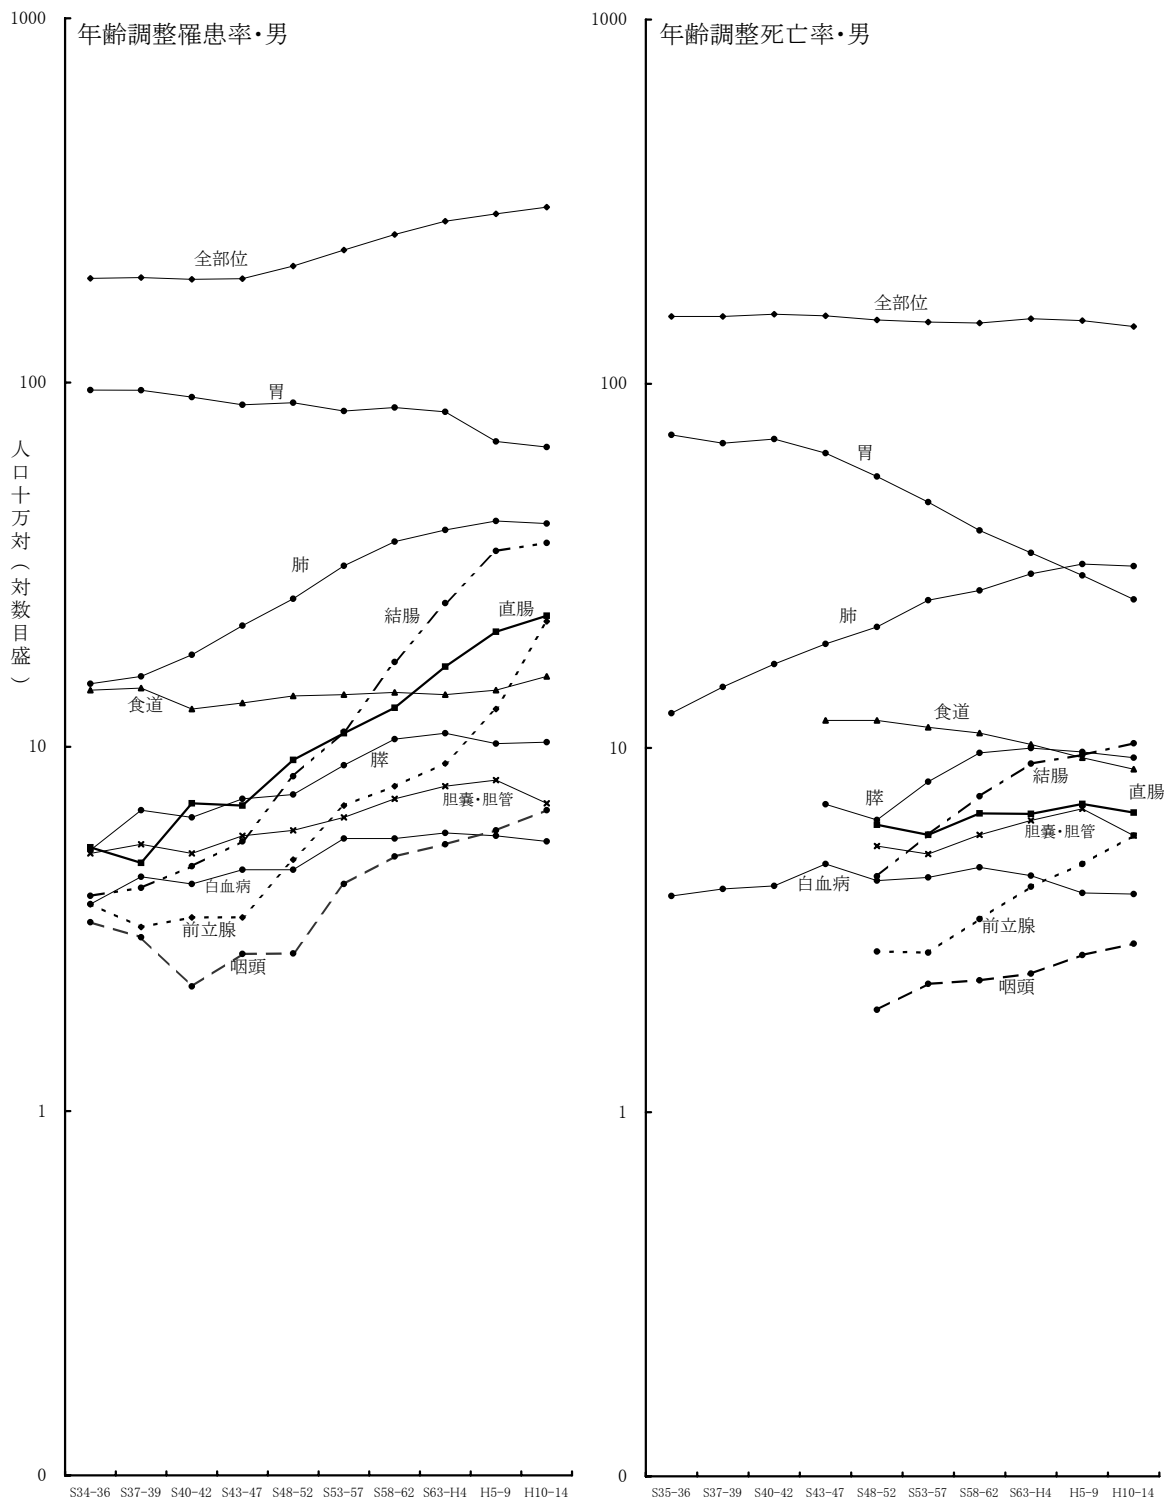 年齢調整罹患率・男
人口十万対（対数目盛）
1000
100
10
1
0
全部位
胃
肺
結腸
直腸
食道
膵
胆嚢・胆管
白血病
前立腺
咽頭
S34-36 S37-39 S40-42 S43-47 S48-52 S53-57 S58-62 S63-H4 H5-9 H10-14
年齢調整死亡率・男
1000
100
10
1
0
全部位
胃
肺
食道
結腸
膵
直腸
胆嚢・胆管
白血病
前立腺
咽頭
S35-36 S37-39 S40-42 S43-47 S48-52 S53-57 S58-62 S63-H4 H5-9 H10-14